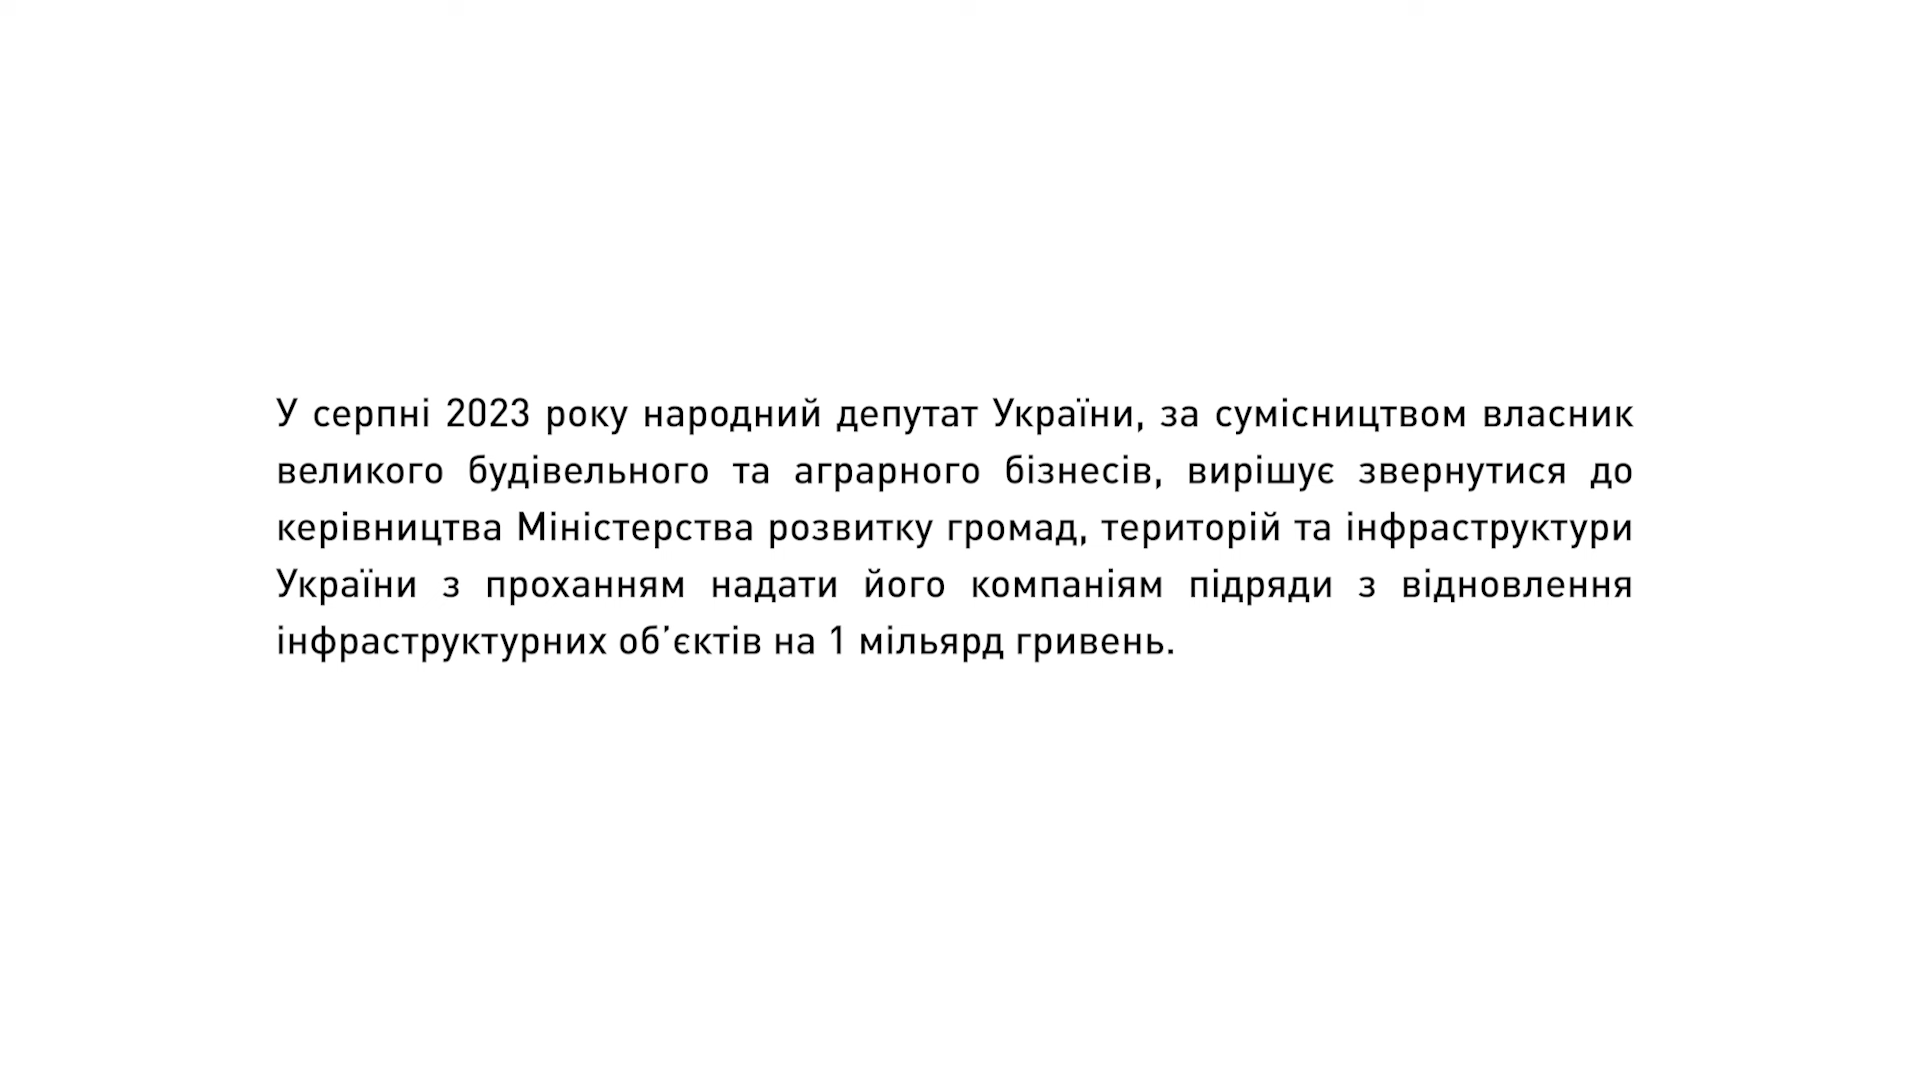 У серпні 2023 року народний депутат України, за сумісництвом власник
великого будівельного та аграрного бізнесів, вирішує звернутися до
керівництва Міністерства розвитку громад, територій та інфраструктури
України з проханням надати його компаніям підряди з відновлення
інфраструктурних об’єктів на 1 мільярд гривень.